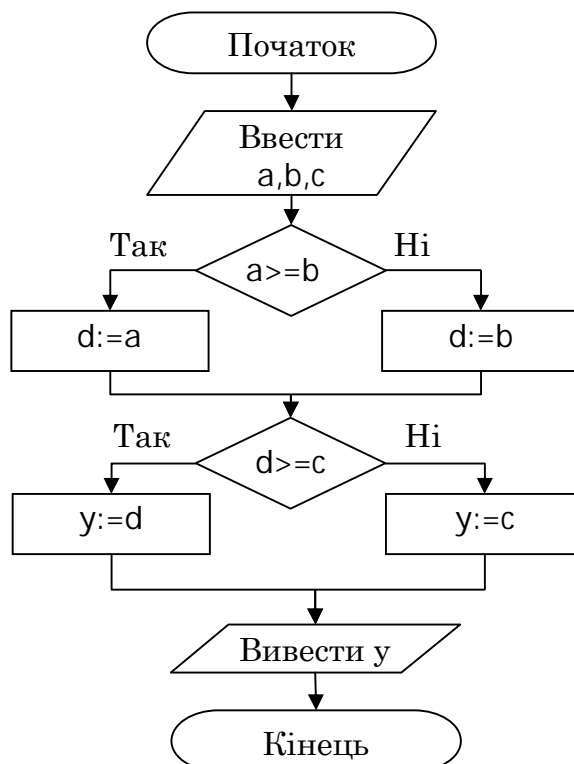 Початок
Ввести
a,b,c
Так
Ні
a>=b
d:=a
d:=b
Так
Ні
d>=c
y:=d
y:=c
Вивести y
Кінець